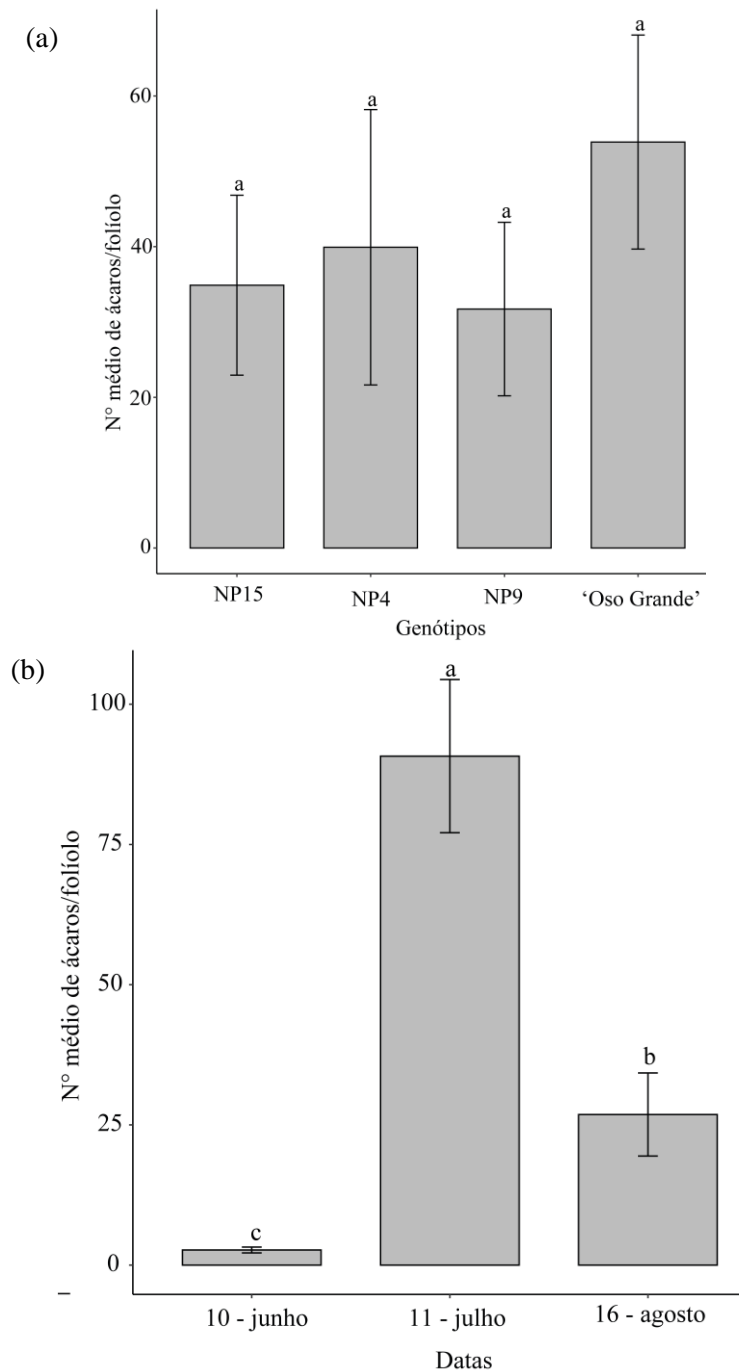 (a)
N° médio de ácaros/folíolo
60
40
20
0
a
a
a
a
NP15
NP4
NP9
‘Oso Grande’
Genótipos
(b)
N° médio de ácaros/folíolo
100
75
50
25
0
c
a
b
10 - junho
11 - julho
16 - agosto
Datas